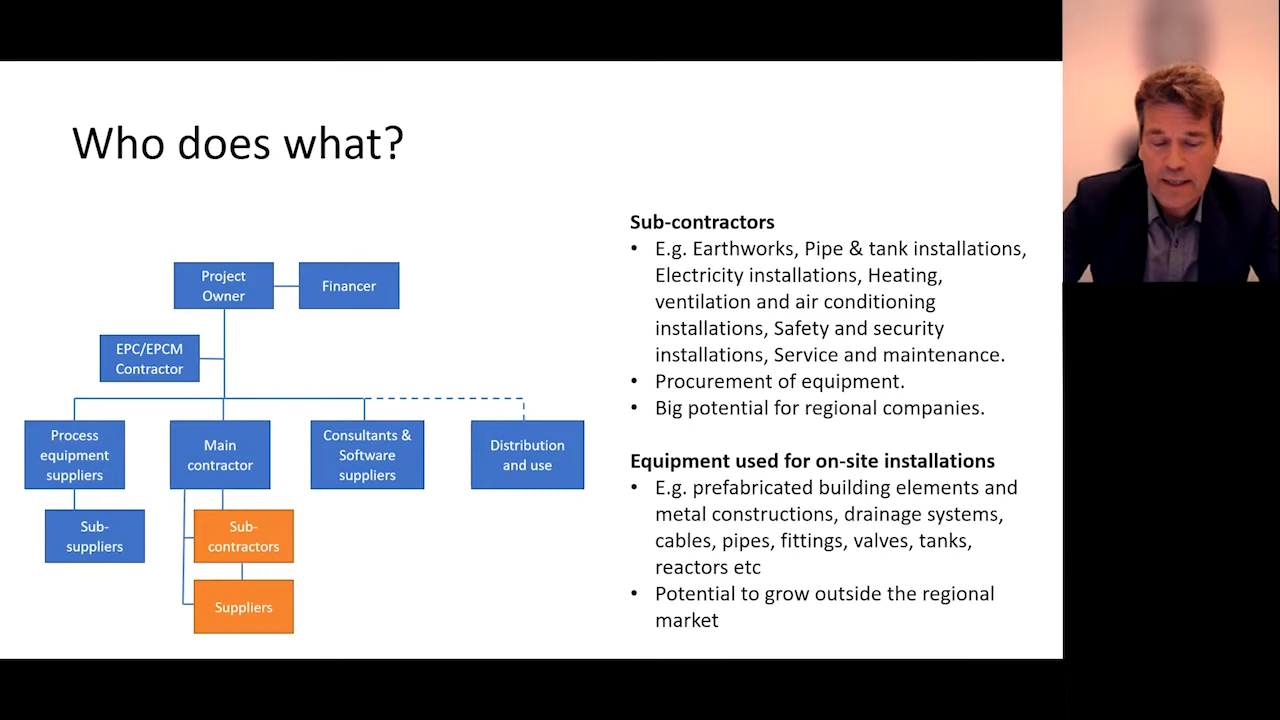 Who does what?
Project
Owner
Financer
EPC/EPCM
Contractor
Process
equipment
suppliers
Main
contractor
Consultants &
Software
suppliers
Distribution
and use
Sub-
suppliers
Sub-
contractors
Suppliers
Sub-contractors
• E.g. Earthworks, Pipe & tank installations,
Electricity installations, Heating,
ventilation and air conditioning
installations, Safety and security
installations, Service and maintenance.
• Procurement of equipment.
• Big potential for regional companies.
Equipment used for on-site installations
• E.g. prefabricated building elements and
metal constructions, drainage systems,
cables, pipes, fittings, valves, tanks,
reactors etc
• Potential to grow outside the regional
market